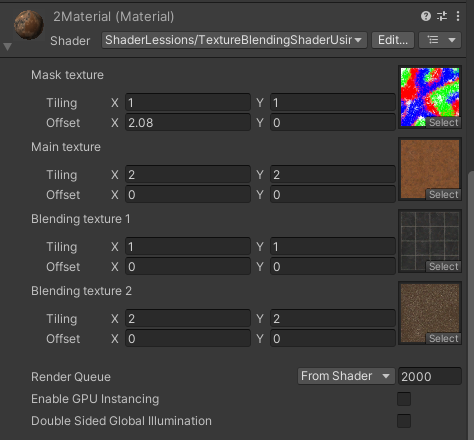 2Material (Material)
Shader ShaderLessions/TextureBlendingShaderUsir Edit...
Mask texture
Tiling X 1 Y 1
Offset X 2.08 Y 0
Select
Main texture
Tiling X 2 Y 2
Offset X 0 Y 0
Select
Blending texture 1
Tiling X 1 Y 1
Offset X 0 Y 0
Select
Blending texture 2
Tiling X 2 Y 2
Offset X 0 Y 0
Select
Render Queue From Shader 2000
Enable GPU Instancing
Double Sided Global Illumination